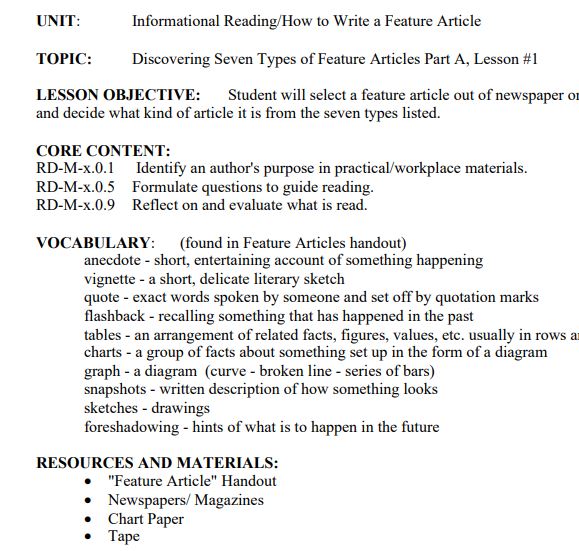 UNIT: Informational Reading/How to Write a Feature Article
TOPIC: Discovering Seven Types of Feature Articles Part A, Lesson #1
LESSON OBJECTIVE: Student will select a feature article out of newspaper or
and decide what kind of article it is from the seven types listed.
CORE CONTENT:
RD-M-x.0.1 Identify an author's purpose in practical/workplace materials.
RD-M-x.0.5 Formulate questions to guide reading.
RD-M-x.0.9 Reflect on and evaluate what is read.
VOCABULARY: (found in Feature Articles handout)
anecdote - short, entertaining account of something happening
vignette - a short, delicate literary sketch
quote - exact words spoken by someone and set off by quotation marks
flashback - recalling something that has happened in the past
tables - an arrangement of related facts, figures, values, etc. usually in rows
charts - a group of facts about something set up in the form of a diagram
graph - a diagram (curve - broken line - series of bars)
snapshots - written description of how something looks
sketches - drawings
foreshadowing - hints of what is to happen in the future
RESOURCES AND MATERIALS:
• "Feature Article" Handout
• Newspapers/ Magazines
• Chart Paper
• Tape